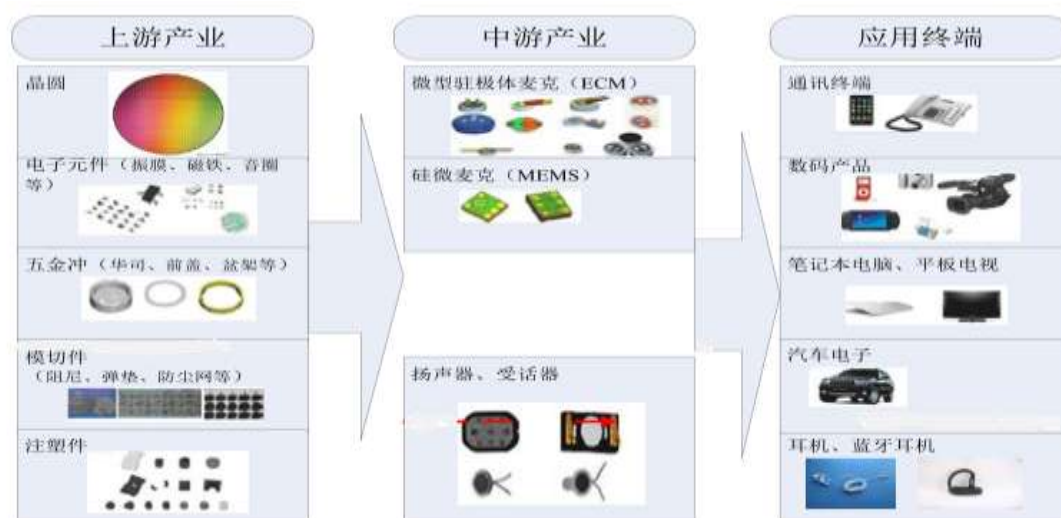 上游产业
晶圆
电子元件（振膜、磁铁、音圈
等）
五金冲（华司、前盖、盆架等）
模切件
（阻尼、弹垫、防尘网等）
注塑件
中游产业
微型驻极体麦克（ECM）
硅微麦克（MEMS）
扬声器、受话器
应用终端
通讯终端
数码产品
笔记本电脑、平板电视
汽车电子
耳机、蓝牙耳机